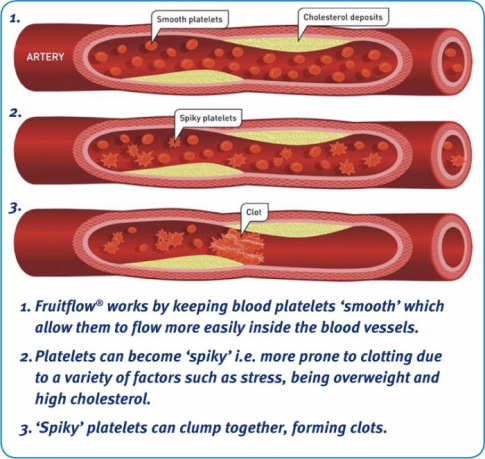 1.
Smooth platelets
Cholesterol deposits
ARTERY
2.
Spiky platelets
3.
Clot
1. Fruitflow® works by keeping blood platelets ‘smooth’ which
allow them to flow more easily inside the blood vessels.
2. Platelets can become ‘spiky’ i.e. more prone to clotting due
to a variety of factors such as stress, being overweight and
high cholesterol.
3. ‘Spiky’ platelets can clump together, forming clots.